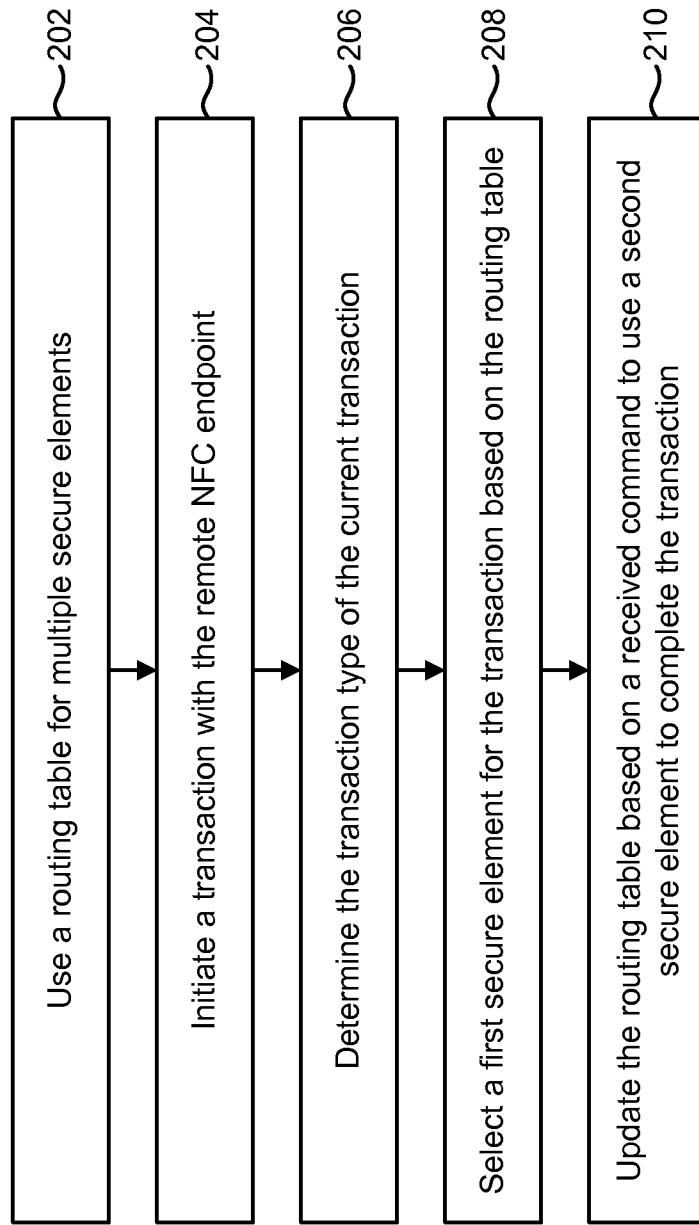 Use a routing table for multiple secure elements
202
Initiate a transaction with the remote NFC endpoint
204
Determine the transaction type of the current transaction
206
Select a first secure element for the transaction based on the routing table
208
Update the routing table based on a received command to use a second
secure element to complete the transaction
210